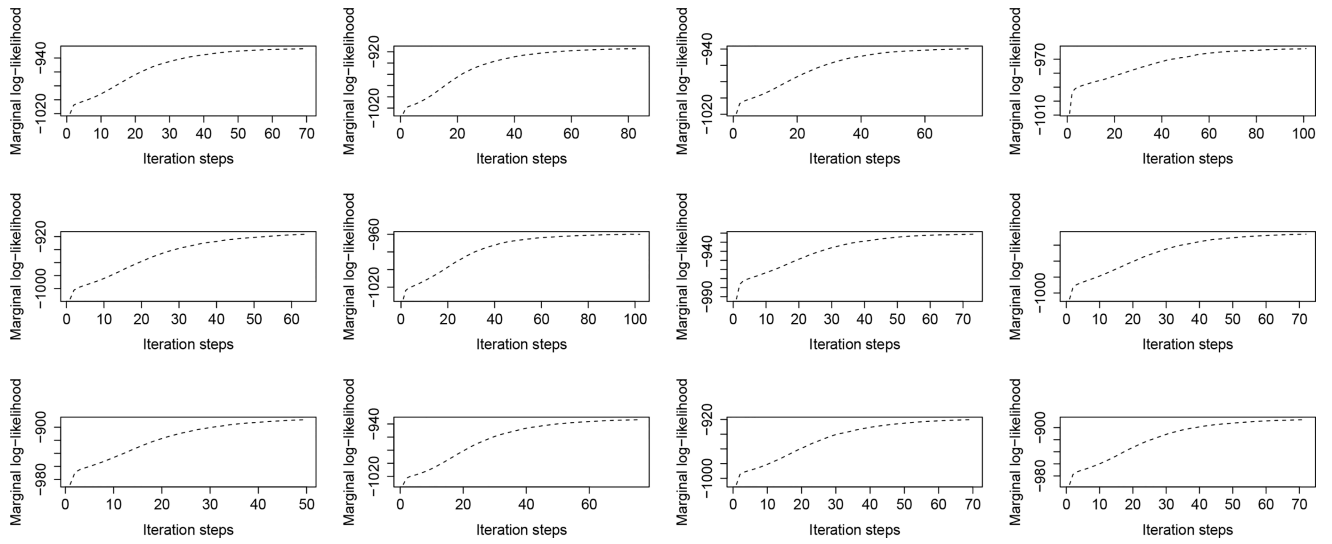 Marginal log−likelihood
−940
−1020
0 10 20 30 40 50 60 70
Iteration steps
Marginal log−likelihood
−920
−1020
0 20 40 60 80
Iteration steps
Marginal log−likelihood
−940
−1020
0 20 40 60
Iteration steps
Marginal log−likelihood
−970
−1010
0 20 40 60 80 100
Iteration steps
Marginal log−likelihood
−920
−1000
0 10 20 30 40 50 60
Iteration steps
Marginal log−likelihood
−960
−1020
0 20 40 60 80 100
Iteration steps
Marginal log−likelihood
−940
−990
0 10 20 30 40 50 60 70
Iteration steps
Marginal log−likelihood
−1000
0 10 20 30 40 50 60 70
Iteration steps
Marginal log−likelihood
−900
−980
0 10 20 30 40 50
Iteration steps
Marginal log−likelihood
−940
−1020
0 20 40 60
Iteration steps
Marginal log−likelihood
−920
−1000
0 10 20 30 40 50 60 70
Iteration steps
Marginal log−likelihood
−900
−980
0 10 20 30 40 50 60 70
Iteration steps